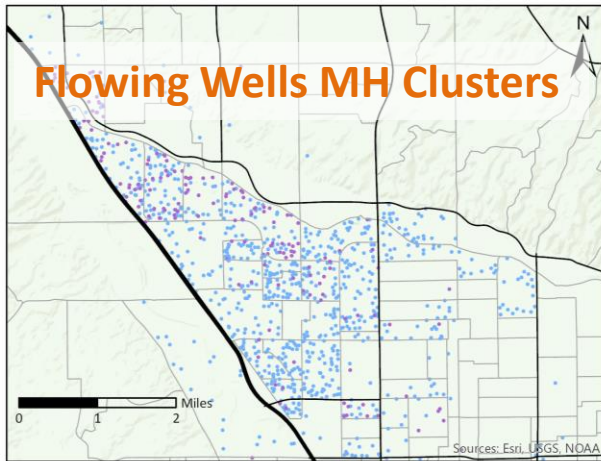 N
Flowing Wells MH Clusters
Miles
0 1 2
Sources: Esri, USGS, NOAA